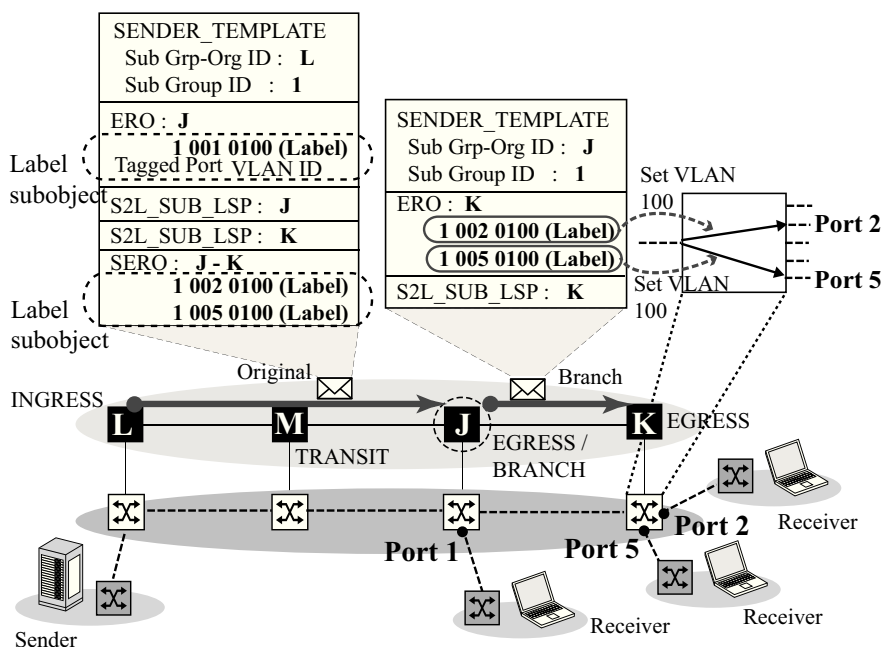 SENDER_TEMPLATE
Sub Grp-Org ID : L
Sub Group ID : 1
ERO : J
1 001 0100 (Label)
Tagged Port VLAN ID
S2L_SUB_LSP : J
S2L_SUB_LSP : K
SERO : J - K
1 002 0100 (Label)
1 005 0100 (Label)
Label
subobject
Label
subobject
SENDER_TEMPLATE
Sub Grp-Org ID : J
Sub Group ID : 1
ERO : K
1 002 0100 (Label)
1 005 0100 (Label)
S2L_SUB_LSP : K
Set VLAN
100
Port 2
Port 5
Set VLAN
100
Original
Branch
INGRESS
L
M
J
K
EGRESS
TRANSIT
EGRESS /
BRANCH
Port 1
Port 5
Port 2
Receiver
Sender
Receiver
Receiver